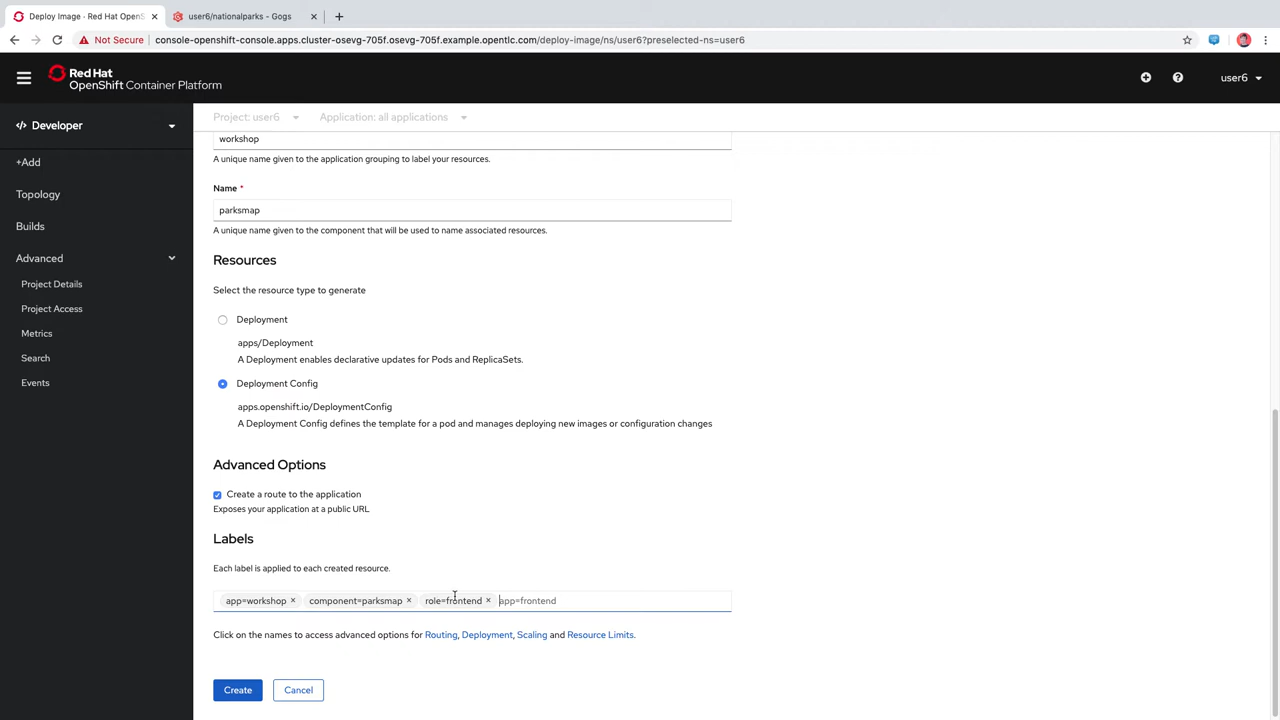 Deploy Image · Red Hat OpenS
user6/nationalparks - Gogs
Not Secure
console-openshift-console.apps.cluster-osevg-705f.osevg-705f.example.opentlc.com/deploy-image/ns/user6?preselected-ns=user6
Red Hat
OpenShift Container Platform
user6
Developer
Project: user6
Application: all applications
+Add
Topology
Builds
Advanced
Project Details
Project Access
Metrics
Search
Events
workshop
A unique name given to the application grouping to label your resources.
Name *
parksmap
A unique name given to the component that will be used to name associated resources.
Resources
Select the resource type to generate
Deployment
apps/Deployment
A Deployment enables declarative updates for Pods and ReplicaSets.
Deployment Config
apps.openshift.io/DeploymentConfig
A Deployment Config defines the template for a pod and manages deploying new images or configuration changes
Advanced Options
Create a route to the application
Exposes your application at a public URL
Labels
Each label is applied to each created resource.
app=workshop × component=parksmap × role=frontend × app=frontend
Click on the names to access advanced options for Routing, Deployment, Scaling and Resource Limits.
Create
Cancel